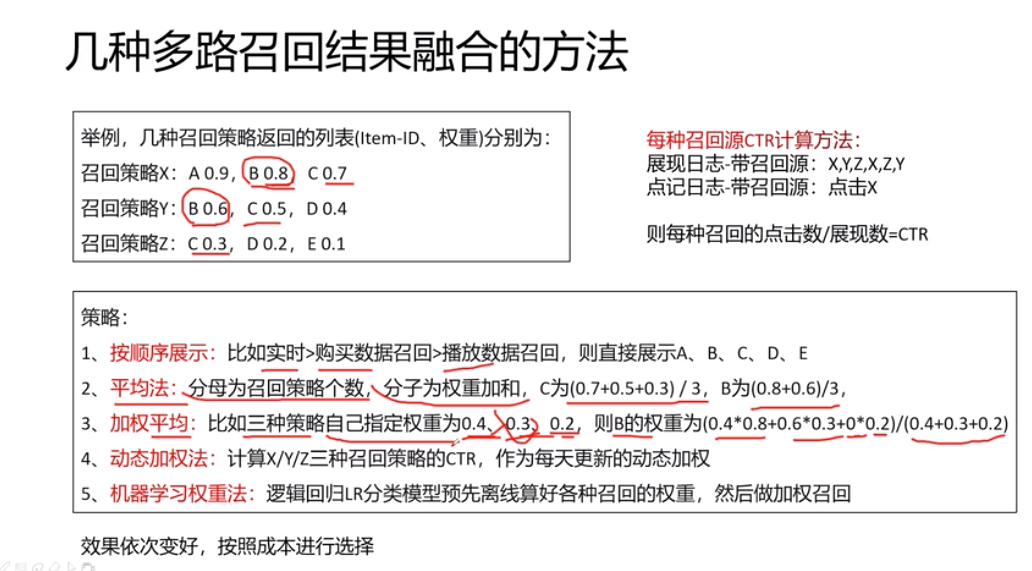 几种多路召回结果融合的方法
举例，几种召回策略返回的列表(Item-ID、权重)分别为：
召回策略X：A 0.9，B 0.8，C 0.7
召回策略Y：B 0.6，C 0.5，D 0.4
召回策略Z：C 0.3，D 0.2，E 0.1
每种召回源CTR计算方法：
展现日志-带召回源：X,Y,Z,X,Z,Y
点记日志-带召回源：点击X
则每种召回的点击数/展现数=CTR
策略：
1、按顺序展示：比如实时>购买数据召回>播放数据召回，则直接展示A、B、C、D、E
2、平均法：分母为召回策略个数，分子为权重加和，C为(0.7+0.5+0.3) / 3，B为(0.8+0.6)/3，
3、加权平均：比如三种策略自己指定权重为0.4、0.3、0.2，则B的权重为(0.4*0.8+0.6*0.3+0*0.2)/(0.4+0.3+0.2)
4、动态加权法：计算X/Y/Z三种召回策略的CTR，作为每天更新的动态加权
5、机器学习权重法：逻辑回归LR分类模型预先离线算好各种召回的权重，然后做加权召回
效果依次变好，按照成本进行选择